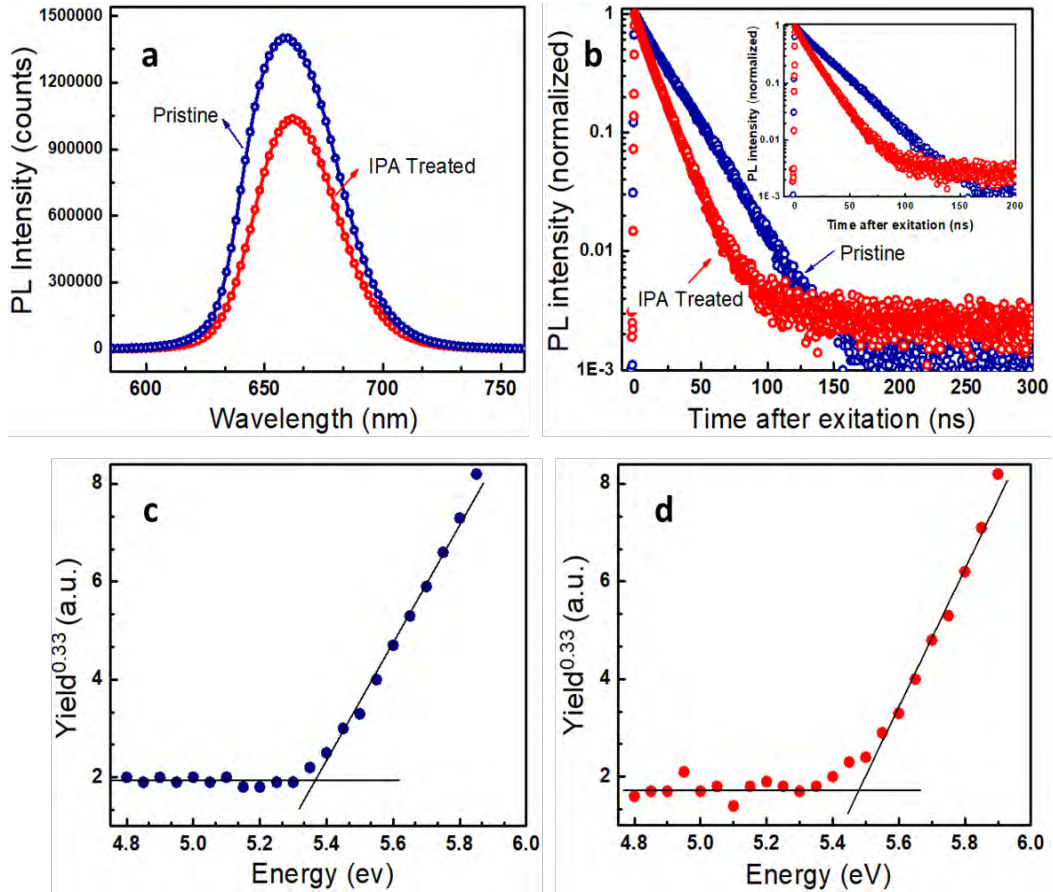 a
PL Intensity (counts)
1500000
1200000
900000
600000
300000
0
Pristine
IPA Treated
600
650
700
750
Wavelength (nm)
b
PL intensity (normalized)
1
0.1
0.01
1E-3
Pristine
IPA Treated
0
50
100
150
200
250
300
Time after exitation (ns)
PL intensity (normalized)
1
0.1
0.01
1E-3
0
50
100
150
200
Time after exitation (ns)
c
Yield0.33 (a.u.)
8
6
4
2
4.8
5.0
5.2
5.4
5.6
5.8
6.0
Energy (ev)
d
Yield0.33 (a.u.)
8
6
4
2
4.8
5.0
5.2
5.4
5.6
5.8
6.0
Energy (eV)